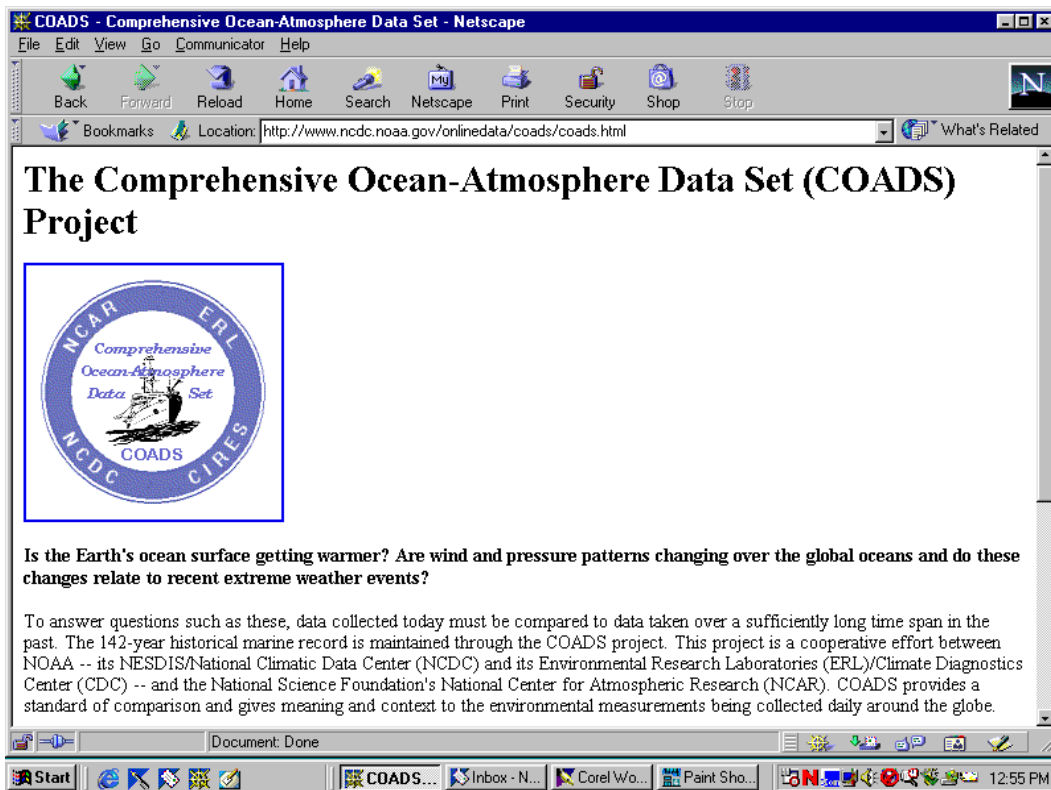 COADS - Comprehensive Ocean-Atmosphere Data Set - Netscape
File Edit View Go Communicator Help
Back Forward Reload Home Search Netscape Print Security Shop Stop
Bookmarks Location: http://www.ncdc.noaa.gov/onlinedata/coads/coads.html What's Related
The Comprehensive Ocean-Atmosphere Data Set (COADS)
Project
NCAR ERL
Comprehensive
Ocean-Atmosphere
Data Set
COADS
NCDC CIRES
Is the Earth's ocean surface getting warmer? Are wind and pressure patterns changing over the global oceans and do these
changes relate to recent extreme weather events?
To answer questions such as these, data collected today must be compared to data taken over a sufficiently long time span in the
past. The 142-year historical marine record is maintained through the COADS project. This project is a cooperative effort between
NOAA -- its NESDIS/National Climatic Data Center (NCDC) and its Environmental Research Laboratories (ERL)/Climate Diagnostics
Center (CDC) -- and the National Science Foundation's National Center for Atmospheric Research (NCAR). COADS provides a
standard of comparison and gives meaning and context to the environmental measurements being collected daily around the globe.
Document: Done
Start COADS... Inbox - N... Corel Wo... Paint Sho... 12:55 PM